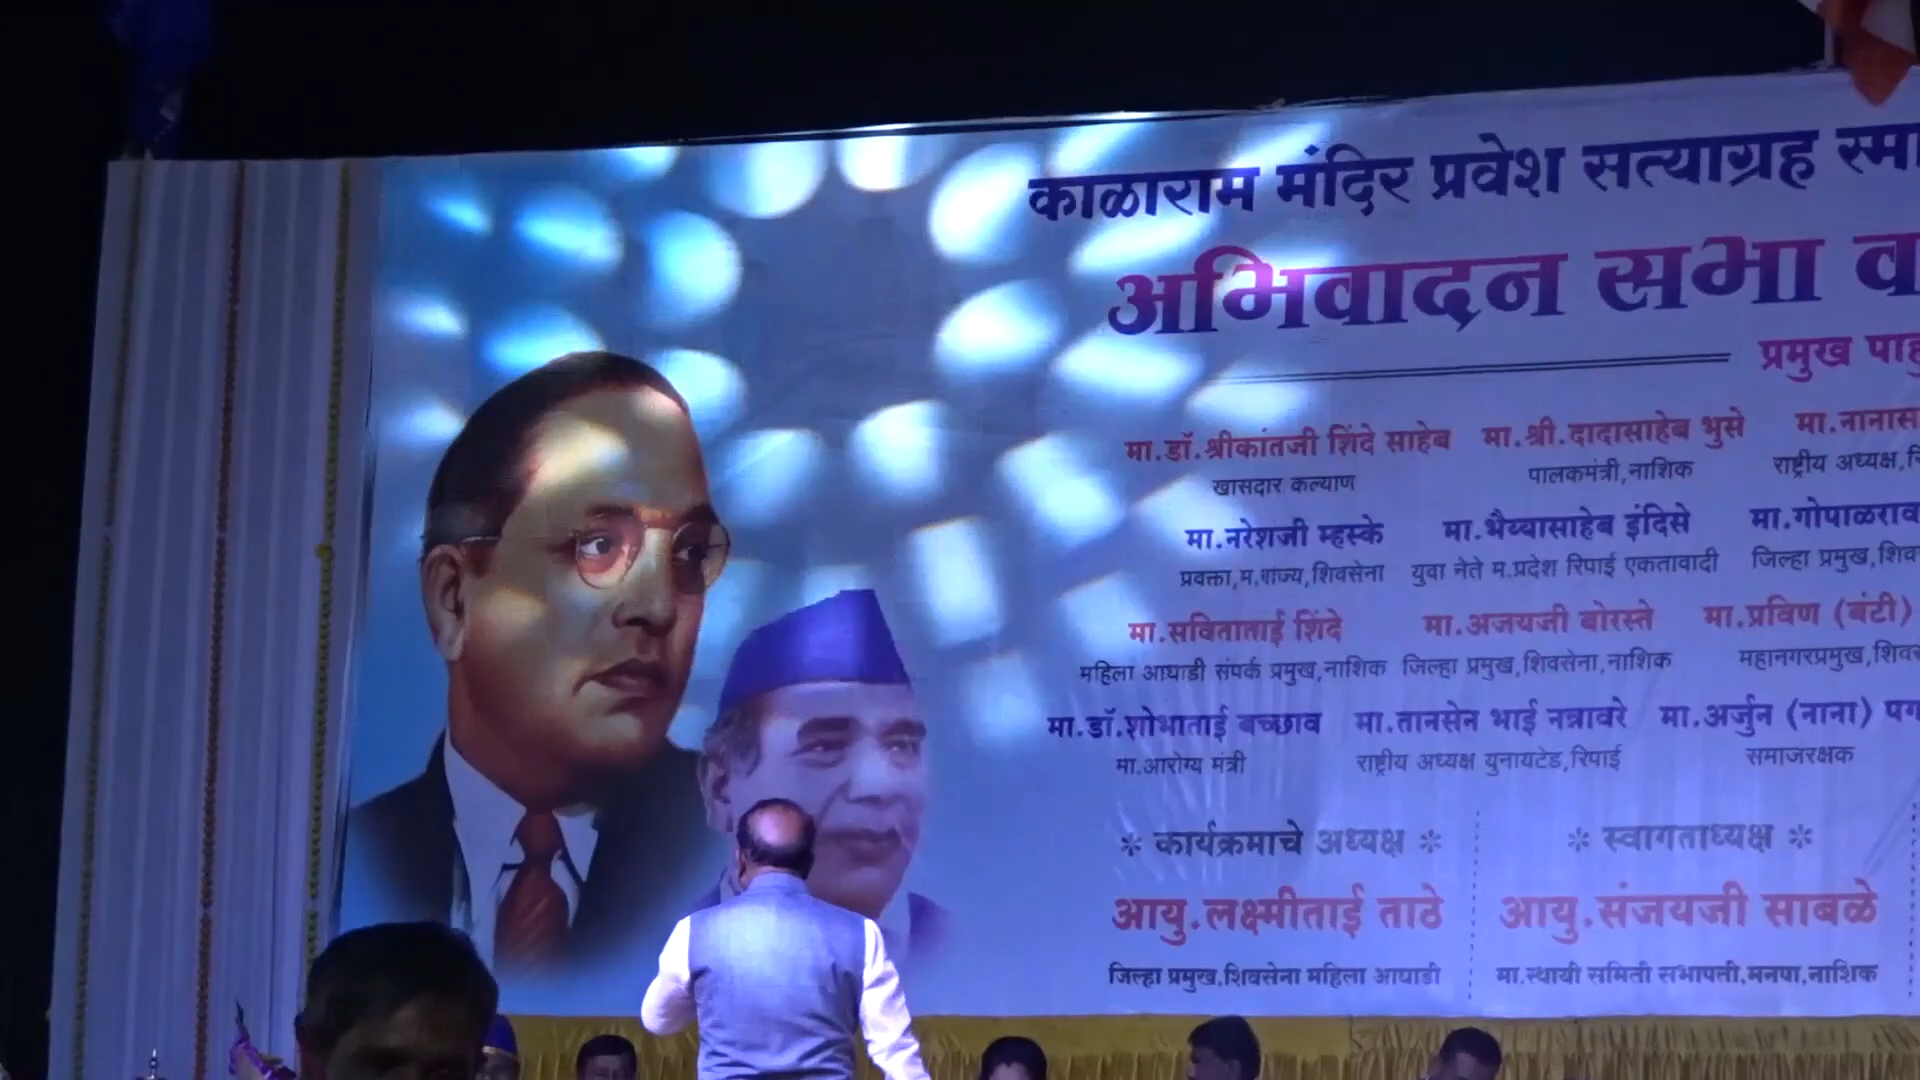 काळाराम मंदिर प्रवेश सत्याग्रह
अभिवादन सभा व
प्रमुख
मा.डॉ.श्रीकांतजी शिंदे साहेब मा.श्री.दादासाहेब भुसे
खासदार कल्याण पालकमंत्री,नाशिक राष्ट्रीय अध्यक्ष,
मा.नरेशजी म्हस्के मा.भैय्यासाहेब इंदिसे मा.गोपाळराव
प्रवक्ता,म.राज्य,शिवसेना युवा नेते म.प्रदेश रिपाई एकतावादी जिल्हा प्रमुख,
मा.सविताताई शिंदे मा.अजयजी बोरस्ते मा.प्रविण (बंटी)
महिला आघाडी संपर्क प्रमुख,नाशिक जिल्हा प्रमुख,शिवसेना,नाशिक महानगरप्रमुख,
मा.डॉ.शोभाताई बच्छाव मा.तानसेन भाई नन्नावरे मा.अर्जुन (नाना)
मा.आरोग्य मंत्री राष्ट्रीय अध्यक्ष युनायटेड,रिपाई समाजरक्षक
* कार्यक्रमाचे अध्यक्ष * * स्वागताध्यक्ष *
आयु.लक्ष्मीताई ताठे आयु.संजयजी साबळे
जिल्हा प्रमुख,शिवसेना महिला आघाडी मा.स्थायी समिती सभापती,मनपा,नाशिक